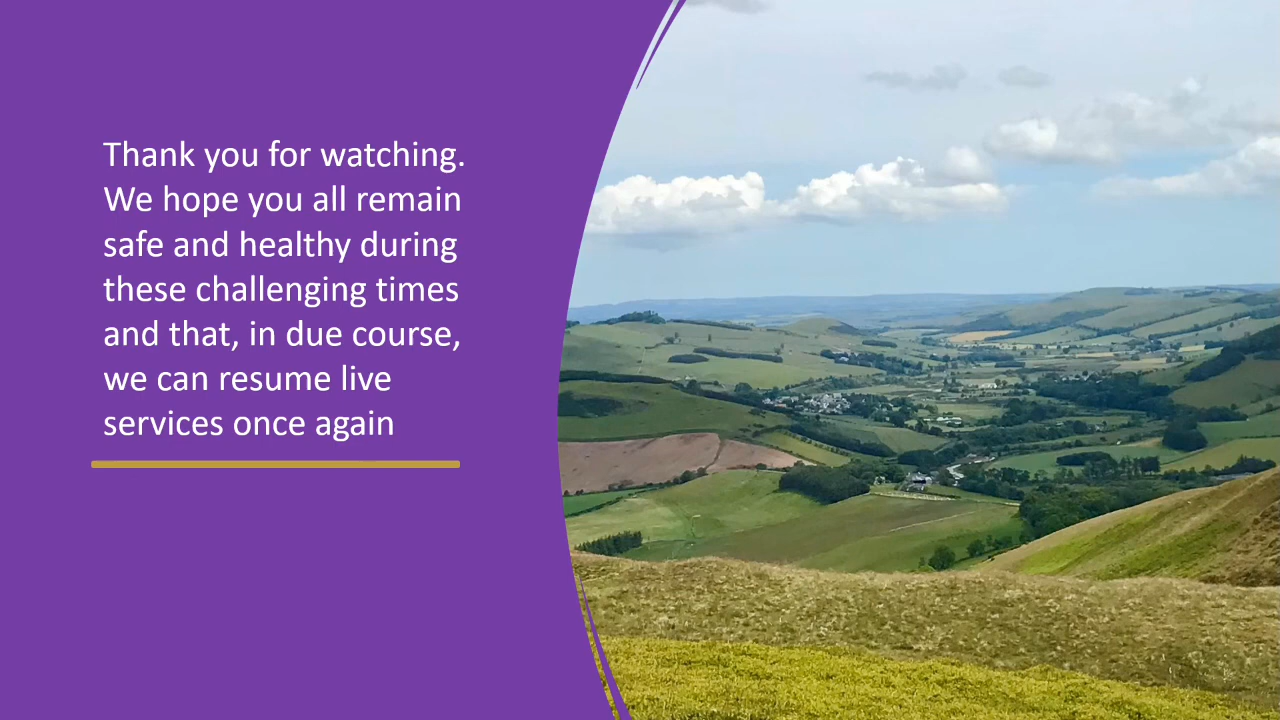 Thank you for watching.
We hope you all remain
safe and healthy during
these challenging times
and that, in due course,
we can resume live
services once again